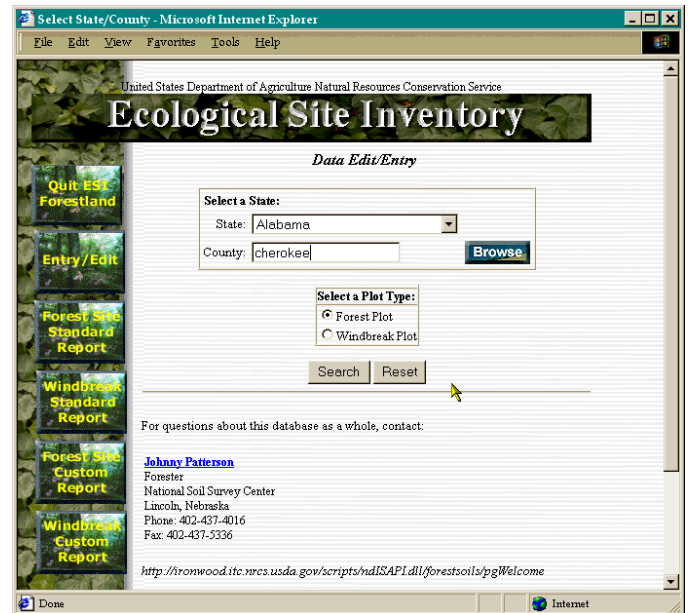 Select State/County - Microsoft Internet Explorer
File Edit View Favorites Tools Help
United States Department of Agriculture Natural Resources Conservation Service
Ecological Site Inventory
Data Edit/Entry
Quit ESI
Forestland
Entry/Edit
Forest Site
Standard
Report
Windbreak
Standard
Report
Forest Site
Custom
Report
Windbreak
Custom
Report
Select a State:
State: Alabama
County: cherokee Browse
Select a Plot Type:
Forest Plot
Windbreak Plot
Search Reset
For questions about this database as a whole, contact:
Johnny Patterson
Forester
National Soil Survey Center
Lincoln, Nebraska
Phone: 402-437-4016
Fax: 402-437-5336
http://ironwood.itc.nrcs.usda.gov/scripts/ndISAPI.dll/forestsoils/pgWelcome
Done Internet